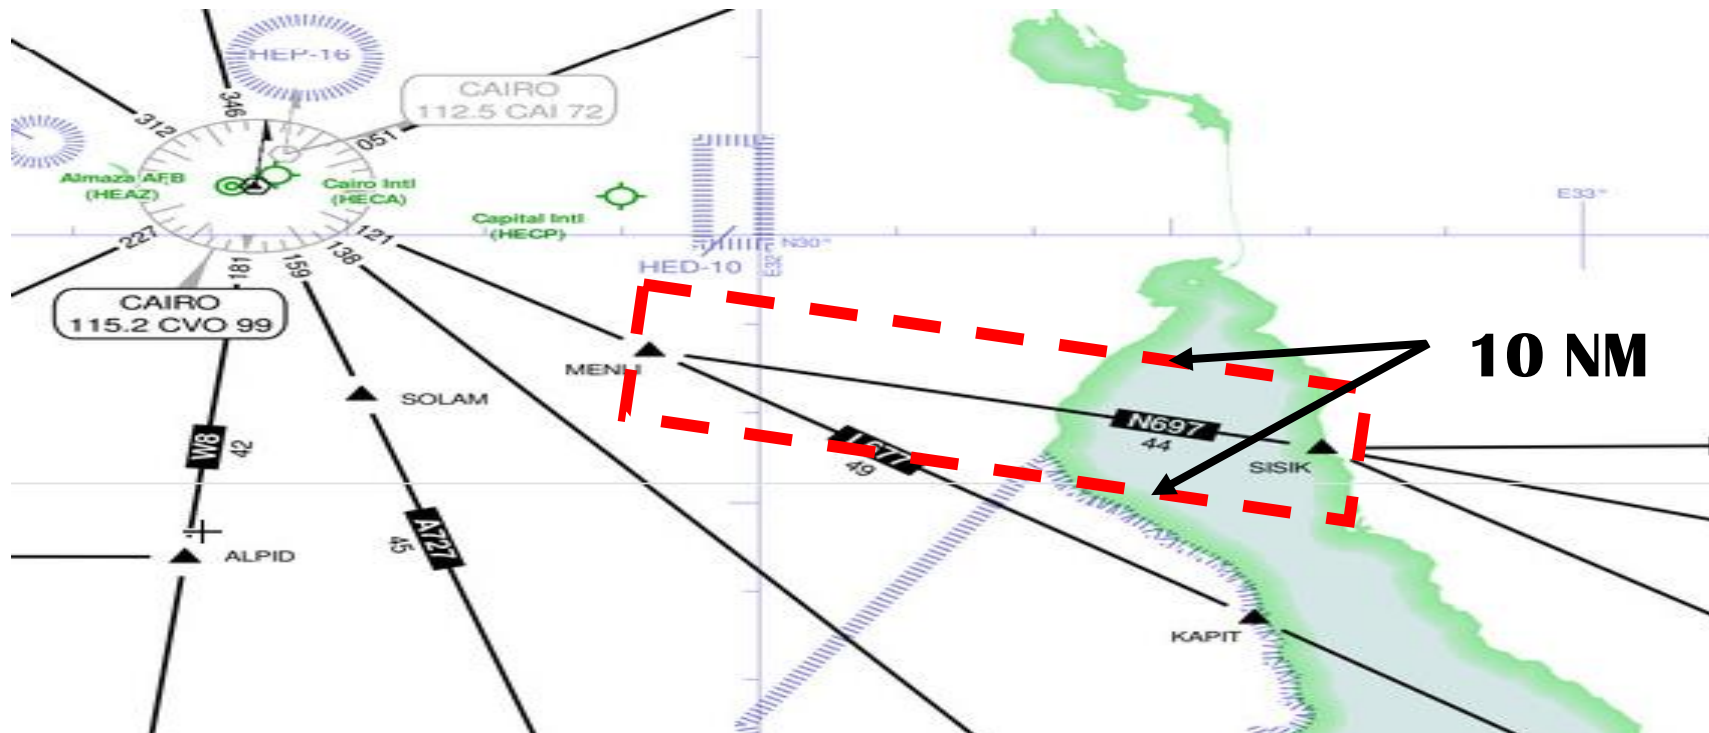 HEP-16
CAIRO
112.5 CAI 72
346
312
051
Almaza AFB
(HEAZ)
Cairo Intl
(HECA)
Capital Intl
(HECP)
E33°
N30°
E32°
HED-10
227
181
159
138
121
CAIRO
115.2 CVO 99
10 NM
SOLAM
W8
42
A727
45
49
N697
44
SISIK
ALPID
KAPIT